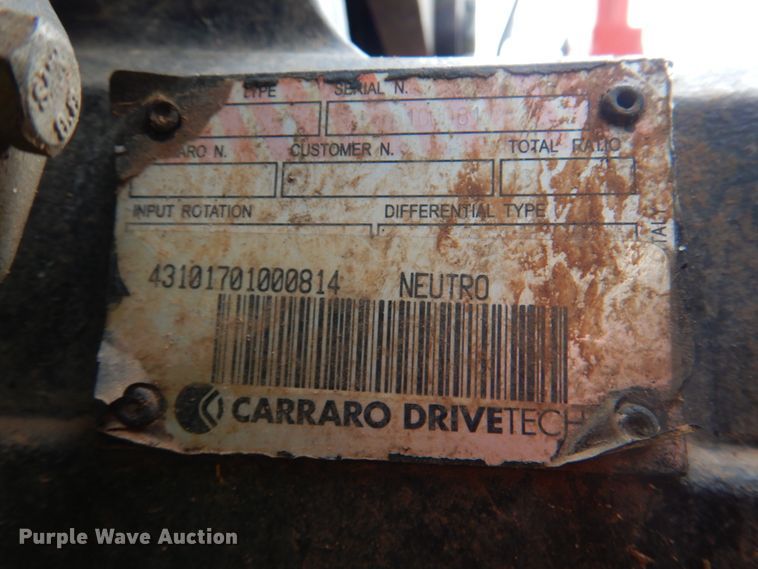 TYPE SERIAL N.
CUSTOMER N. TOTAL RATIO
INPUT ROTATION DIFFERENTIAL TYPE
43101701000814 NEUTRO
CARRARO DRIVETECH
Purple Wave Auction